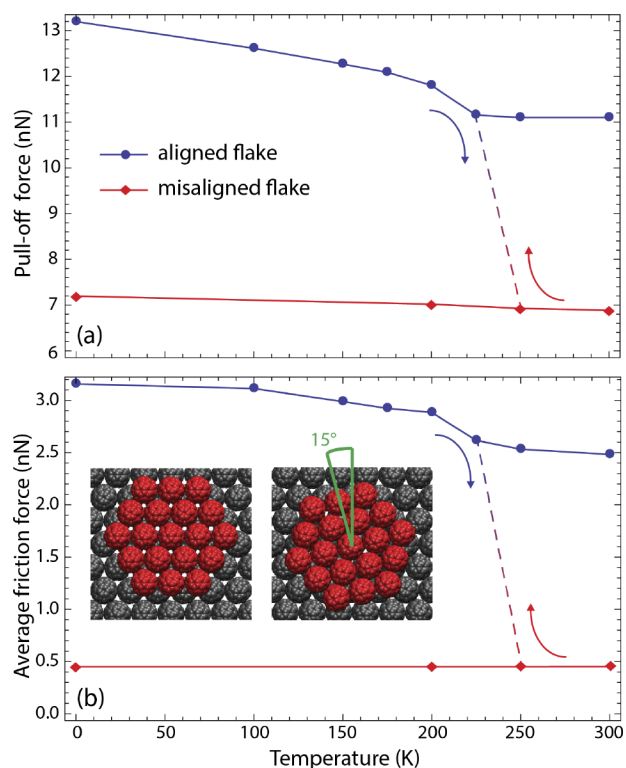 13
12
11
10
9
8
7
6
Pull-off force (nN)
aligned flake
misaligned flake
(a)
3.0
2.5
2.0
1.5
1.0
0.5
0.0
Average friction force (nN)
15°
(b)
0 50 100 150 200 250 300
Temperature (K)